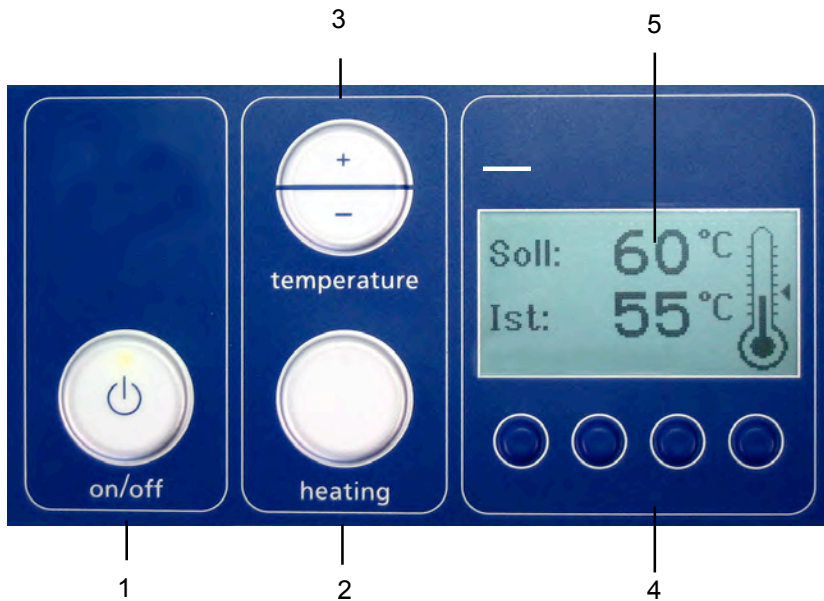 3
5
+
−
temperature
Soll: 60 °C
Ist: 55 °C
on/off
heating
1
2
4